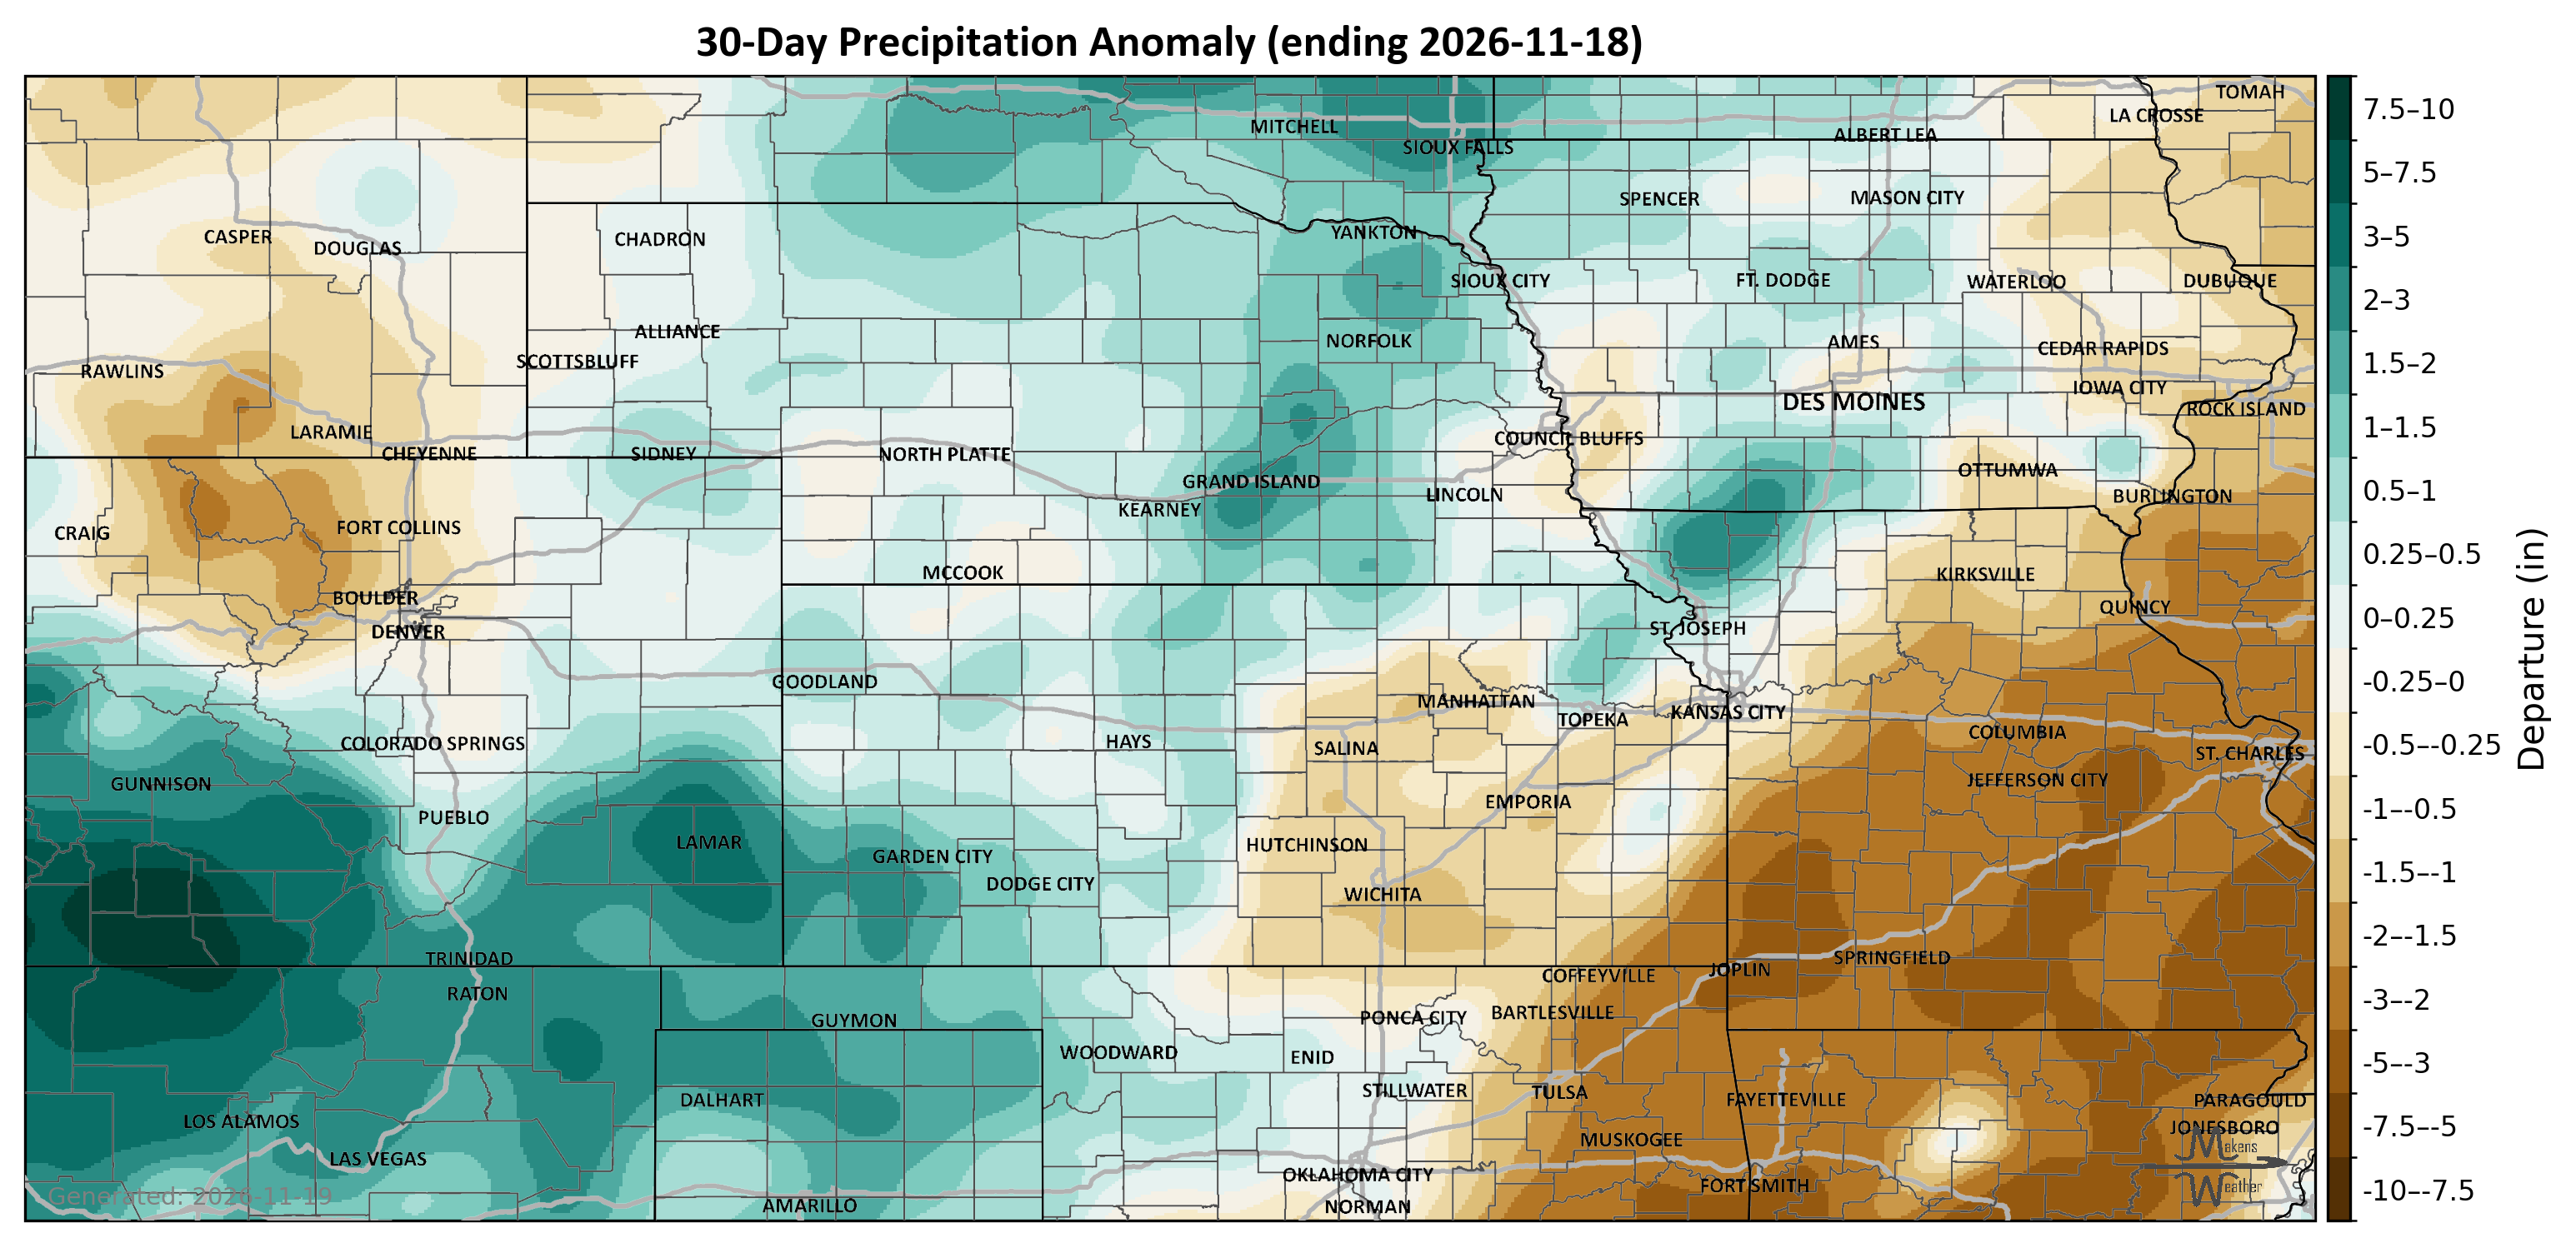 30-Day Precipitation Anomaly (ending 2026-11-18)
TOMAH
LA CROSSE
MITCHELL
ALBERT LEA
SIOUX FALLS
SPENCER
MASON CITY
CASPER
DOUGLAS
CHADRON
YANKTON
SIOUX CITY
FT. DODGE
WATERLOO
DUBUQUE
ALLIANCE
NORFOLK
AMES
CEDAR RAPIDS
SCOTTSBLUFF
RAWLINS
IOWA CITY
DES MOINES
ROCK ISLAND
LARAMIE
COUNCIL BLUFFS
CHEYENNE
SIDNEY
NORTH PLATTE
OTTUMWA
GRAND ISLAND
LINCOLN
BURLINGTON
KEARNEY
CRAIG
FORT COLLINS
MCCOOK
KIRKSVILLE
BOULDER
QUINCY
DENVER
ST. JOSEPH
GOODLAND
MANHATTAN
TOPEKA
KANSAS CITY
COLUMBIA
COLORADO SPRINGS
HAYS
SALINA
ST. CHARLES
GUNNISON
JEFFERSON CITY
EMPORIA
PUEBLO
LAMAR
HUTCHINSON
GARDEN CITY
DODGE CITY
WICHITA
TRINIDAD
SPRINGFIELD
JOPLIN
COFFEYVILLE
RATON
GUYMON
PONCA CITY
BARTLESVILLE
WOODWARD
ENID
STILLWATER
TULSA
DALHART
FAYETTEVILLE
PARAGOULD
LOS ALAMOS
JONESBORO
MUSKOGEE
LAS VEGAS
OKLAHOMA CITY
FORT SMITH
AMARILLO
NORMAN
Generated: 2026-11-19
Makens
Weather
7.5–10
5–7.5
3–5
2–3
1.5–2
1–1.5
0.5–1
0.25–0.5
0–0.25
-0.25–0
-0.5–-0.25
-1–-0.5
-1.5–-1
-2–-1.5
-3–-2
-5–-3
-7.5–-5
-10–-7.5
Departure (in)